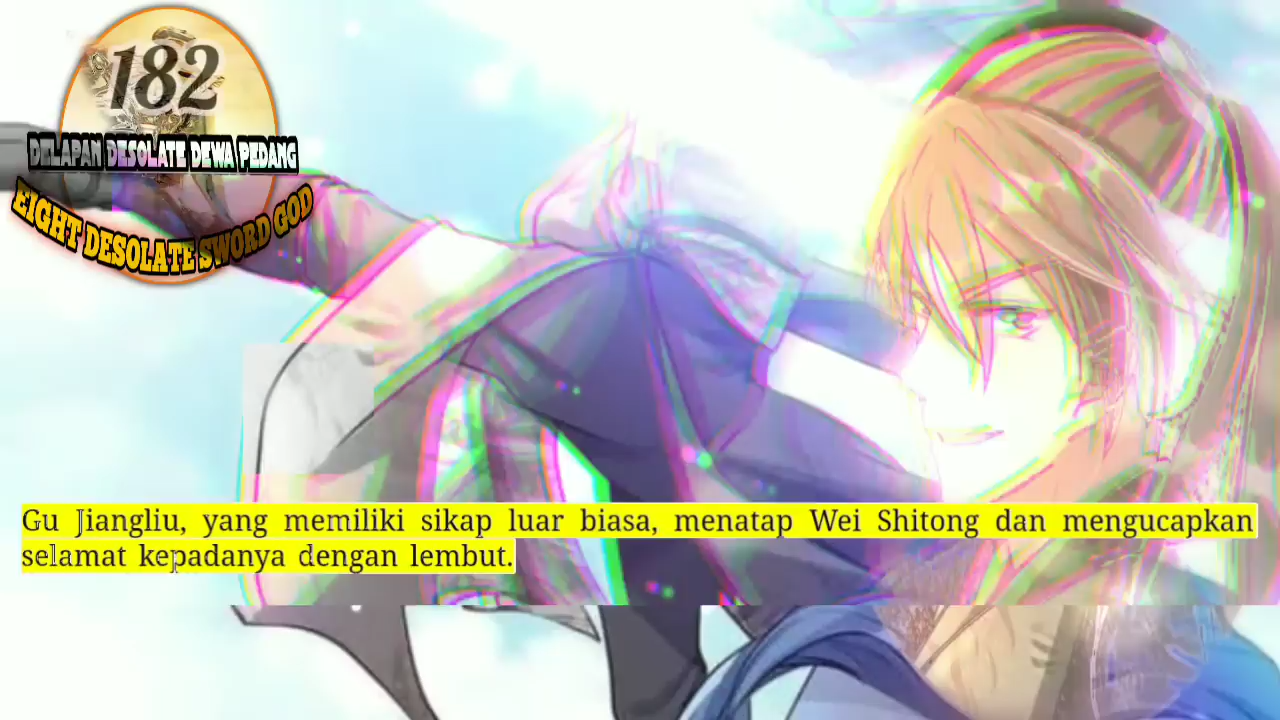 182
DELAPAN DESOLATE DEWA PEDANG
EIGHT DESOLATE SWORD GOD
Gu Jiangliu, yang memiliki sikap luar biasa, menatap Wei Shitong dan mengucapkan
selamat kepadanya dengan lembut.